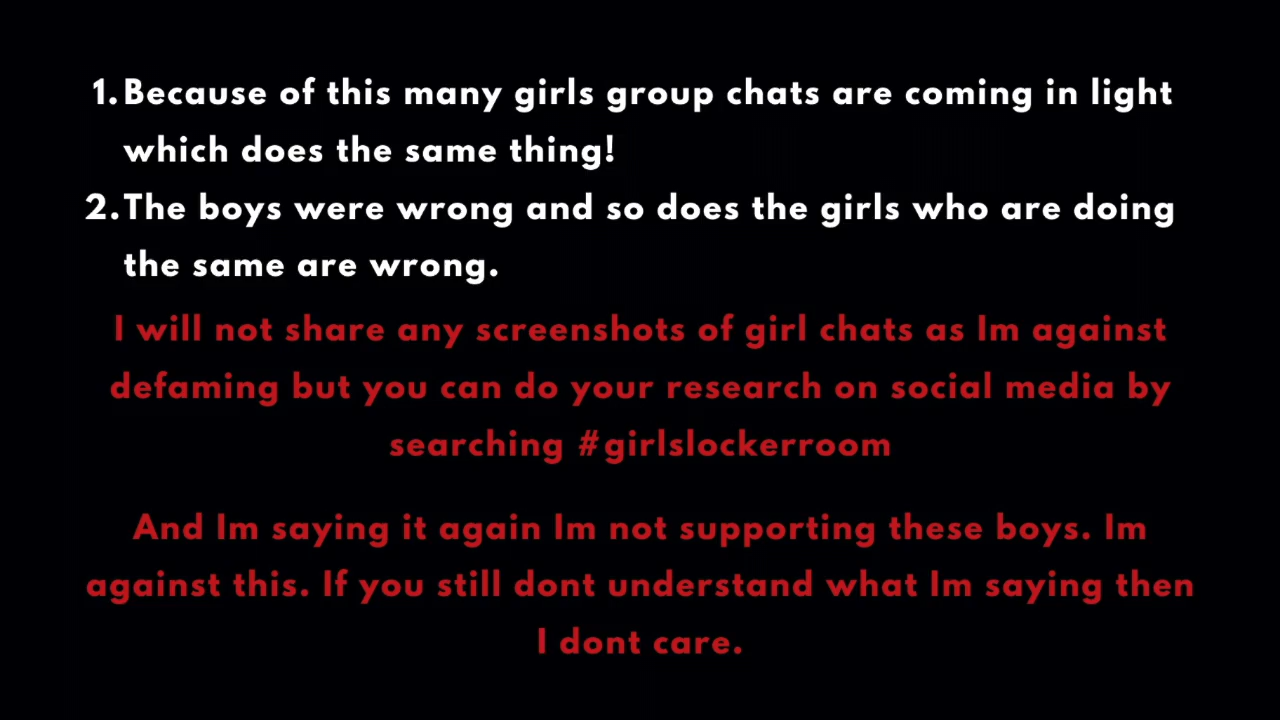 1. Because of this many girls group chats are coming in light
which does the same thing!
2. The boys were wrong and so does the girls who are doing
the same are wrong.
I will not share any screenshots of girl chats as Im against
defaming but you can do your research on social media by
searching #girlslockerroom
And Im saying it again Im not supporting these boys. Im
against this. If you still dont understand what Im saying then
I dont care.